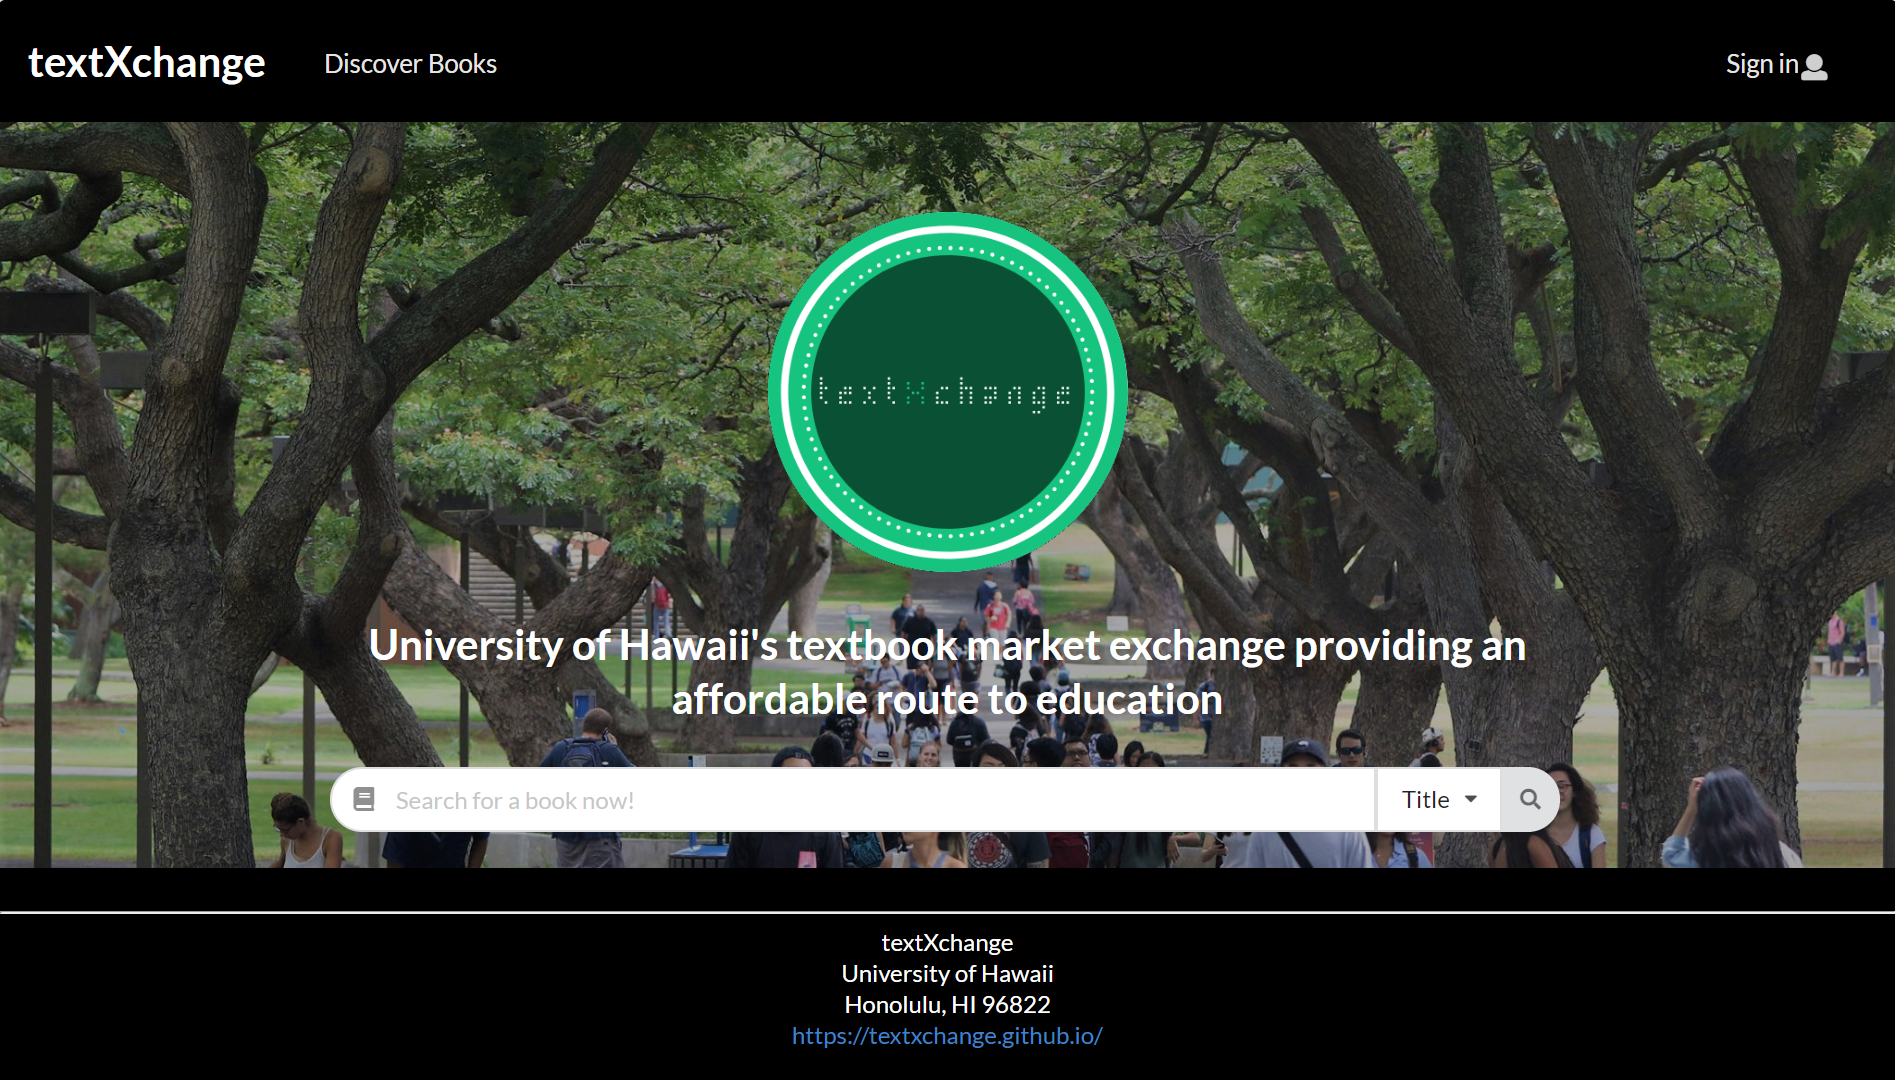 textXchange
Discover Books
Sign in
textXchange
University of Hawaii's textbook market exchange providing an
affordable route to education
Search for a book now!
Title
textXchange
University of Hawaii
Honolulu, HI 96822
https://textxchange.github.io/